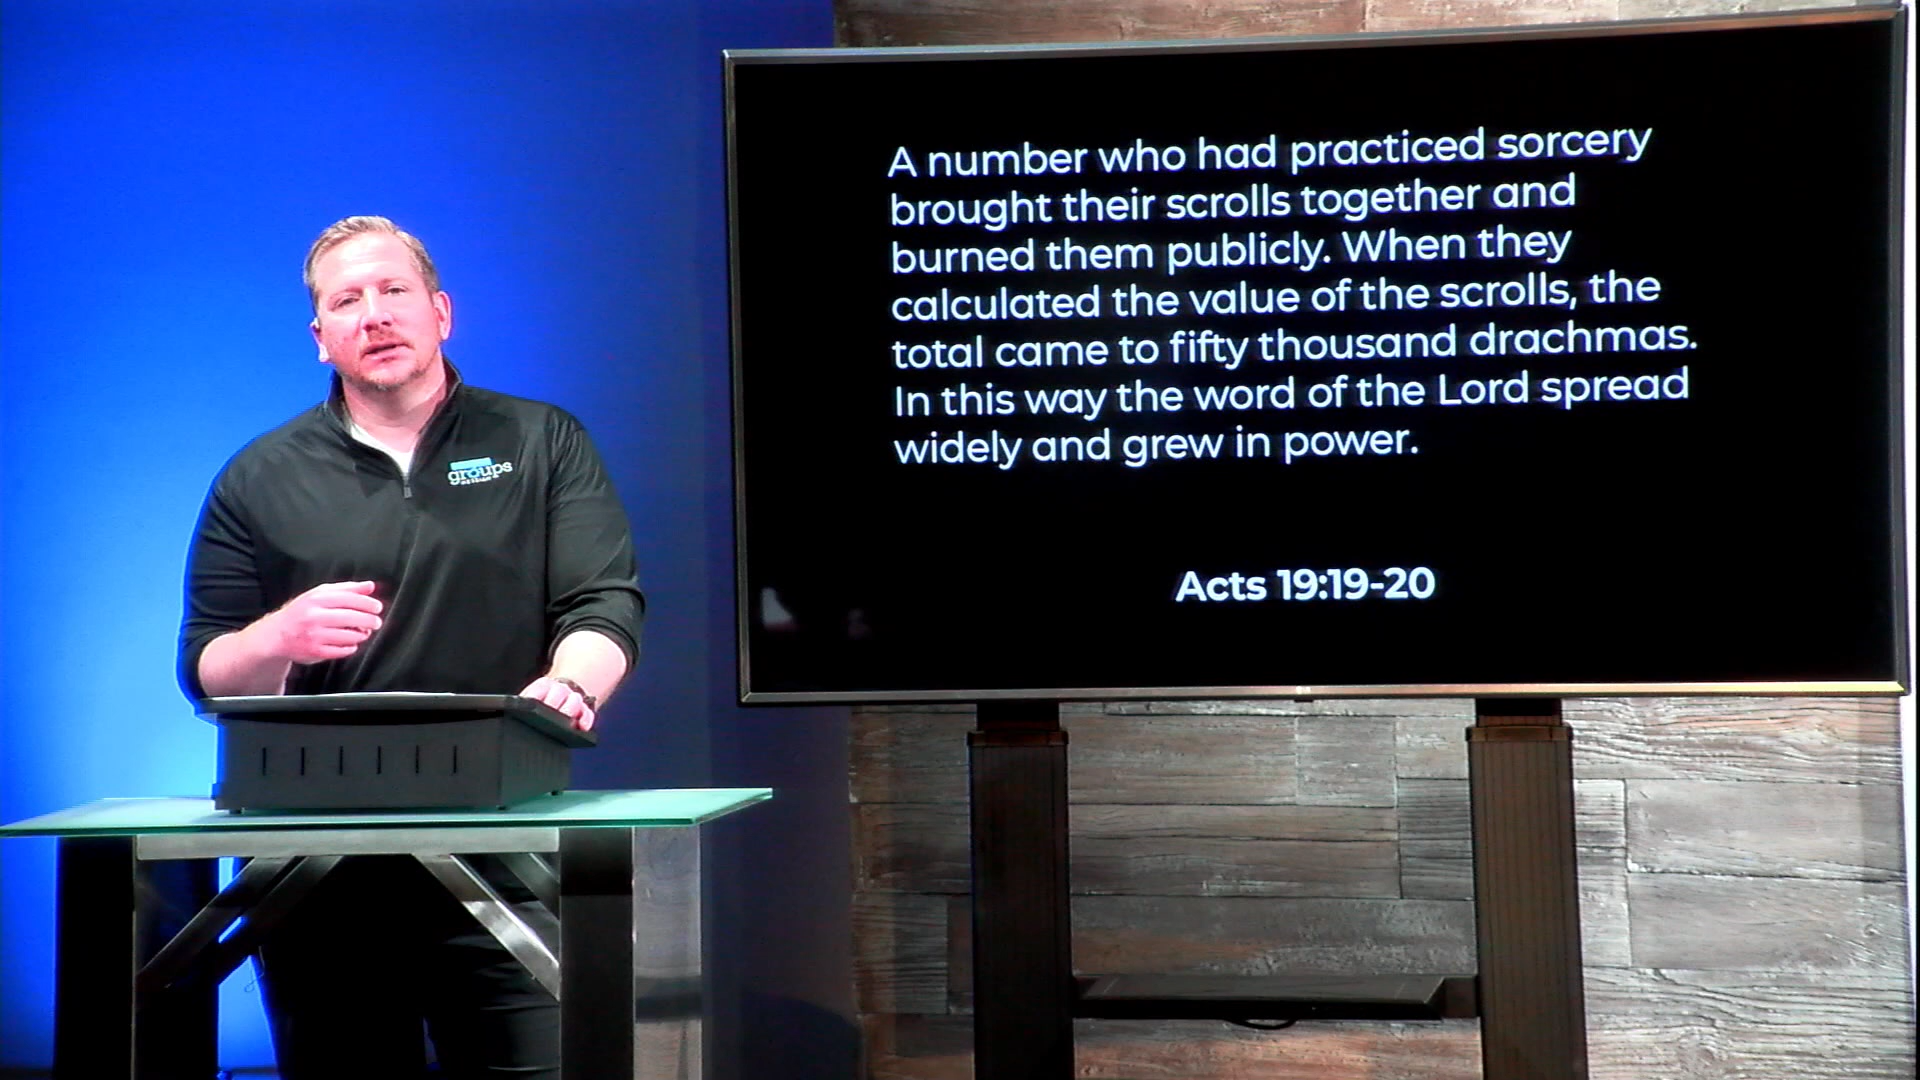 A number who had practiced sorcery
brought their scrolls together and
burned them publicly. When they
calculated the value of the scrolls, the
total came to fifty thousand drachmas.
In this way the word of the Lord spread
widely and grew in power.
Acts 19:19-20
groups